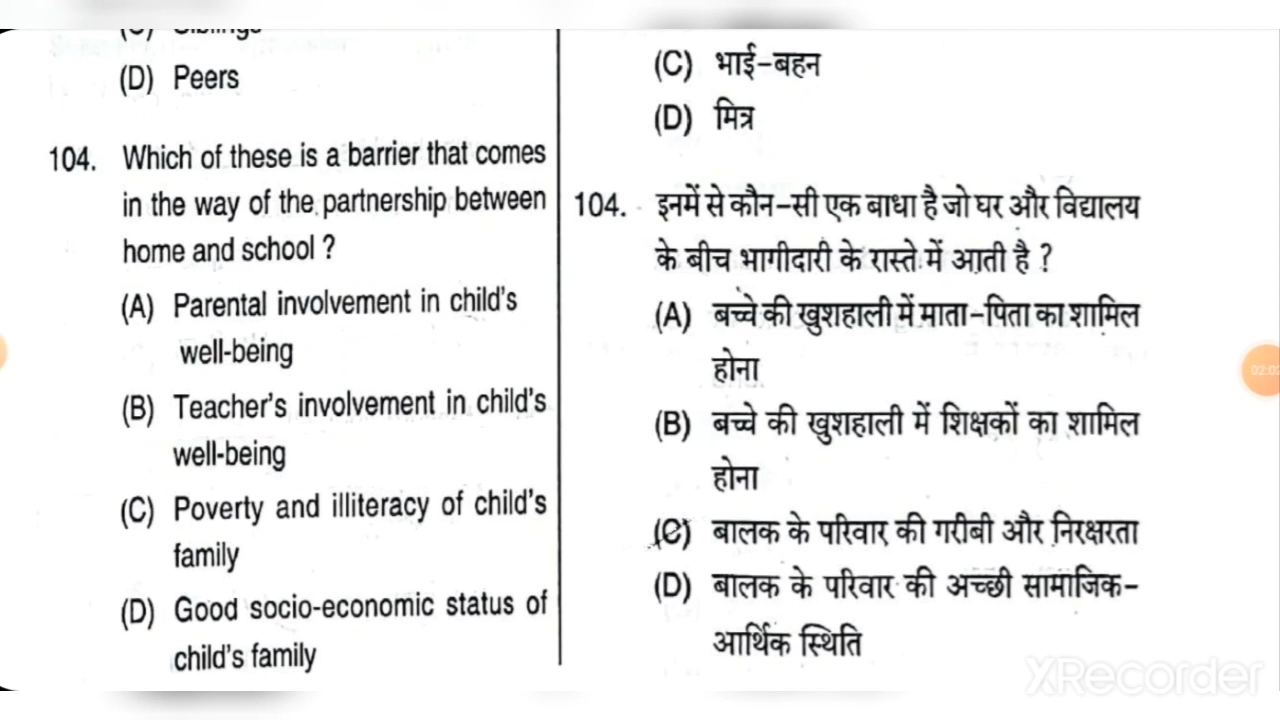 (C) Siblings
(D) Peers
104. Which of these is a barrier that comes
in the way of the partnership between
home and school ?
(A) Parental involvement in child's
well-being
(B) Teacher's involvement in child's
well-being
(C) Poverty and illiteracy of child's
family
(D) Good socio-economic status of
child's family
(C) भाई-बहन
(D) मित्र
104. इनमें से कौन-सी एक बाधा है जो घर और विद्यालय
के बीच भागीदारी के रास्ते में आती है ?
(A) बच्चे की खुशहाली में माता-पिता का शामिल
होना
(B) बच्चे की खुशहाली में शिक्षकों का शामिल
होना
(C) बालक के परिवार की गरीबी और निरक्षरता
(D) बालक के परिवार की अच्छी सामाजिक-
आर्थिक स्थिति
02:02
XRecorder